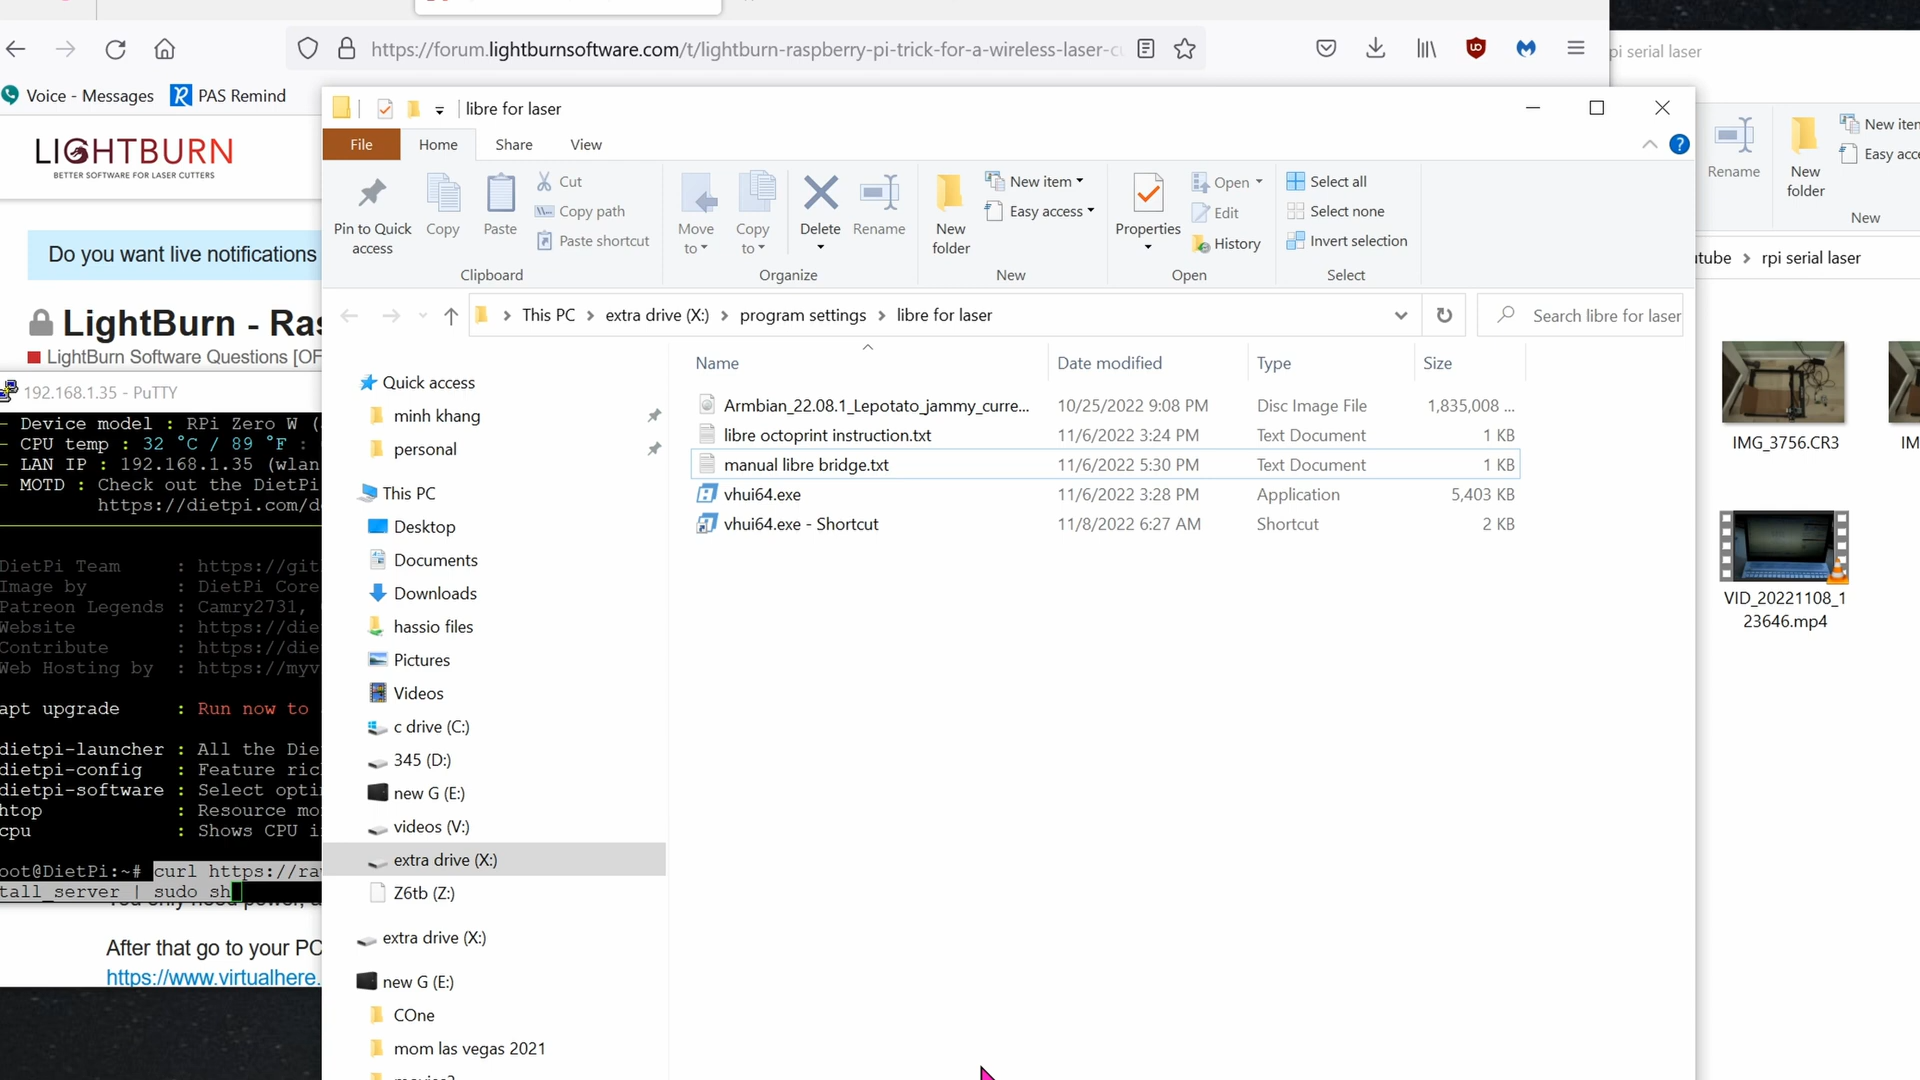 https://forum.lightburnsoftware.com/t/lightburn-raspberry-pi-trick-for-a-wireless-laser-c
pi serial laser
Voice - Messages
PAS Remind
LIGHTBURN
BETTER SOFTWARE FOR LASER CUTTERS
Do you want live notifications
LightBurn - Ras
LightBurn Software Questions [OF
192.168.1.35 - PuTTY
- Device model : RPi Zero W (
- CPU temp : 32 °C / 89 °F :
- LAN IP : 192.168.1.35 (wlan
- MOTD : Check out the DietPi
https://dietpi.com/d
DietPi Team : https://git
Image by : DietPi Core
Patreon Legends : Camry2731,
Website : https://die
Contribute : https://die
Web Hosting by : https://myv
apt upgrade : Run now to
dietpi-launcher : All the Die
dietpi-config : Feature ric
dietpi-software : Select opti
htop : Resource mo
cpu : Shows CPU i
oot@DietPi:~# curl https://ra
tall_server | sudo sh
After that go to your PC
https://www.virtualhere.
libre for laser
File
Home
Share
View
Pin to Quick access
Copy
Paste
Cut
Copy path
Paste shortcut
Clipboard
Move to
Copy to
Delete
Rename
Organize
New folder
New item
Easy access
New
Properties
Open
Edit
History
Open
Select all
Select none
Invert selection
Select
This PC
extra drive (X:)
program settings
libre for laser
Search libre for laser
Quick access
minh khang
personal
This PC
Desktop
Documents
Downloads
hassio files
Pictures
Videos
c drive (C:)
345 (D:)
new G (E:)
videos (V:)
extra drive (X:)
Z6tb (Z:)
extra drive (X:)
new G (E:)
COne
mom las vegas 2021
Name Date modified Type Size
Armbian_22.08.1_Lepotato_jammy_curre... 10/25/2022 9:08 PM Disc Image File 1,835,008 ...
libre octoprint instruction.txt 11/6/2022 3:24 PM Text Document 1 KB
manual libre bridge.txt 11/6/2022 5:30 PM Text Document 1 KB
vhui64.exe 11/6/2022 3:28 PM Application 5,403 KB
vhui64.exe - Shortcut 11/8/2022 6:27 AM Shortcut 2 KB
Rename
New folder
New item
Easy acce
New
utube
rpi serial laser
IMG_3756.CR3
IM
VID_20221108_1
23646.mp4